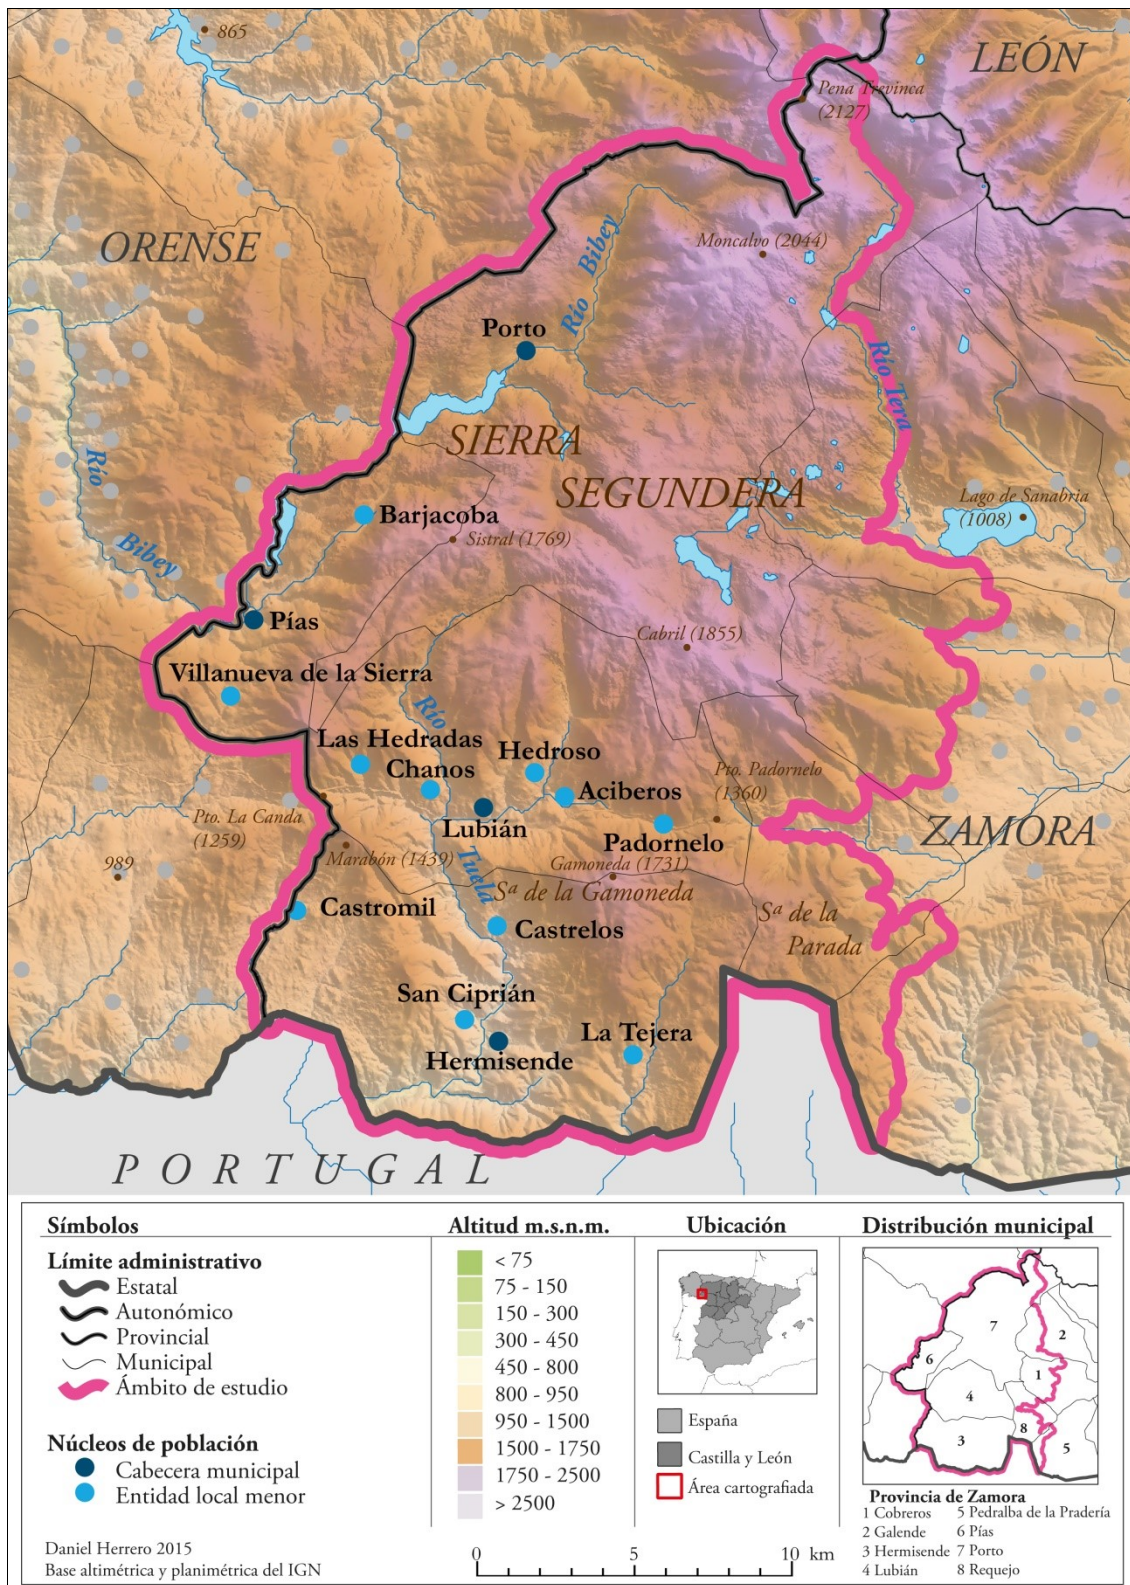 865
LEÓN
Pena Trevinca
(2127)
ORENSE
Moncalvo (2044)
Río Bibey
Porto
Río Tera
SIERRA
SEGUNDERA
Río
Bibey
Lago de Sanabria
(1008)
Barjacoba
Sistral (1769)
Pías
Cabril (1855)
Villanueva de la Sierra
Río
Las Hedradas
Hedroso
Chanos
Pto. Padornelo
(1360)
Aciberos
Pto. La Canda
(1259)
Lubián
ZAMORA
Padornelo
Marabón (1439)
Tuela
Gamoneda (1731)
989
Sª de la Gamoneda
Castromil
Sª de la
Parada
Castrelos
San Ciprián
La Tejera
Hermisende
PORTUGAL
Símbolos
Límite administrativo
Estatal
Autonómico
Provincial
Municipal
Ámbito de estudio
Núcleos de población
Cabecera municipal
Entidad local menor
Daniel Herrero 2015
Base altimétrica y planimétrica del IGN
Altitud m.s.n.m.
< 75
75 - 150
150 - 300
300 - 450
450 - 800
800 - 950
950 - 1500
1500 - 1750
1750 - 2500
> 2500
Ubicación
España
Castilla y León
Área cartografiada
0 5 10 km
Distribución municipal
7
2
6
1
4
8
3
5
Provincia de Zamora
1 Cobreros
2 Galende
3 Hermisende
4 Lubián
5 Pedralba de la Pradería
6 Pías
7 Porto
8 Requejo